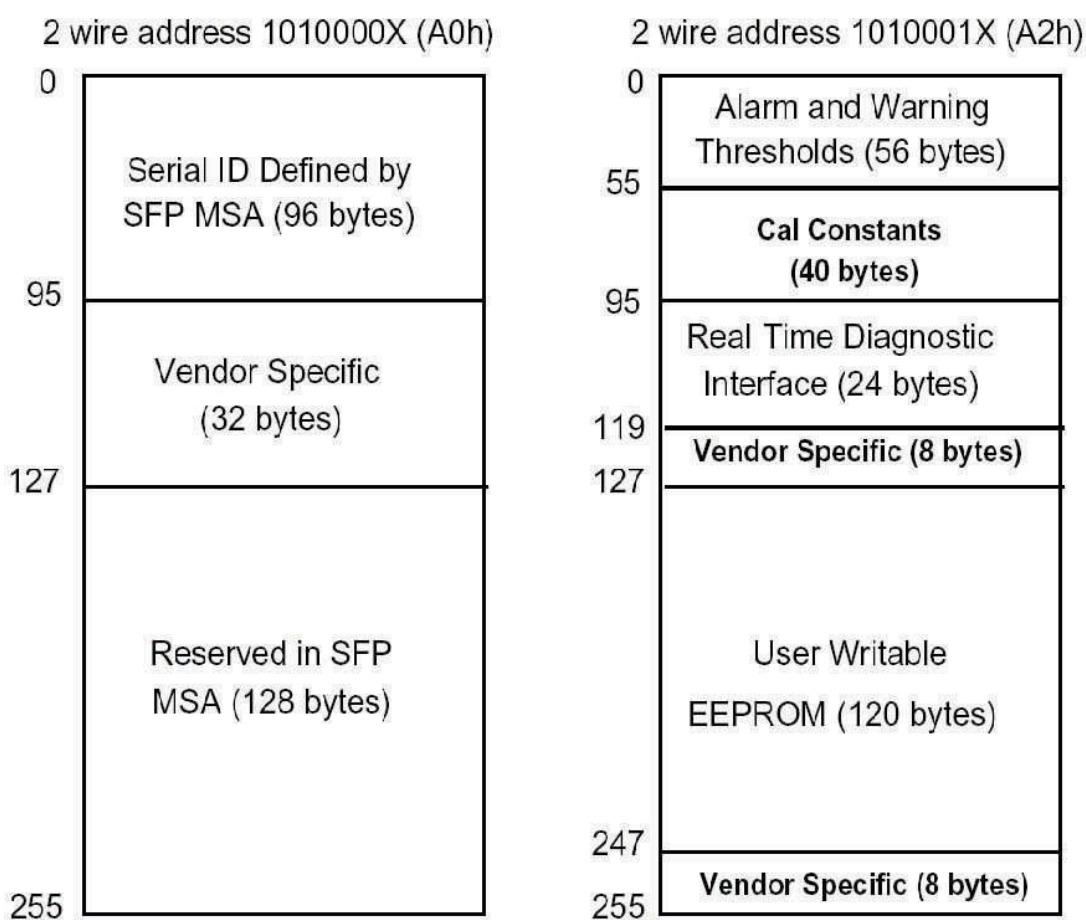 2 wire address 1010000X (A0h)
0
Serial ID Defined by
SFP MSA (96 bytes)
95
Vendor Specific
(32 bytes)
127
Reserved in SFP
MSA (128 bytes)
255
2 wire address 1010001X (A2h)
0
Alarm and Warning
Thresholds (56 bytes)
55
Cal Constants
(40 bytes)
95
Real Time Diagnostic
Interface (24 bytes)
119
Vendor Specific (8 bytes)
127
User Writable
EEPROM (120 bytes)
247
Vendor Specific (8 bytes)
255